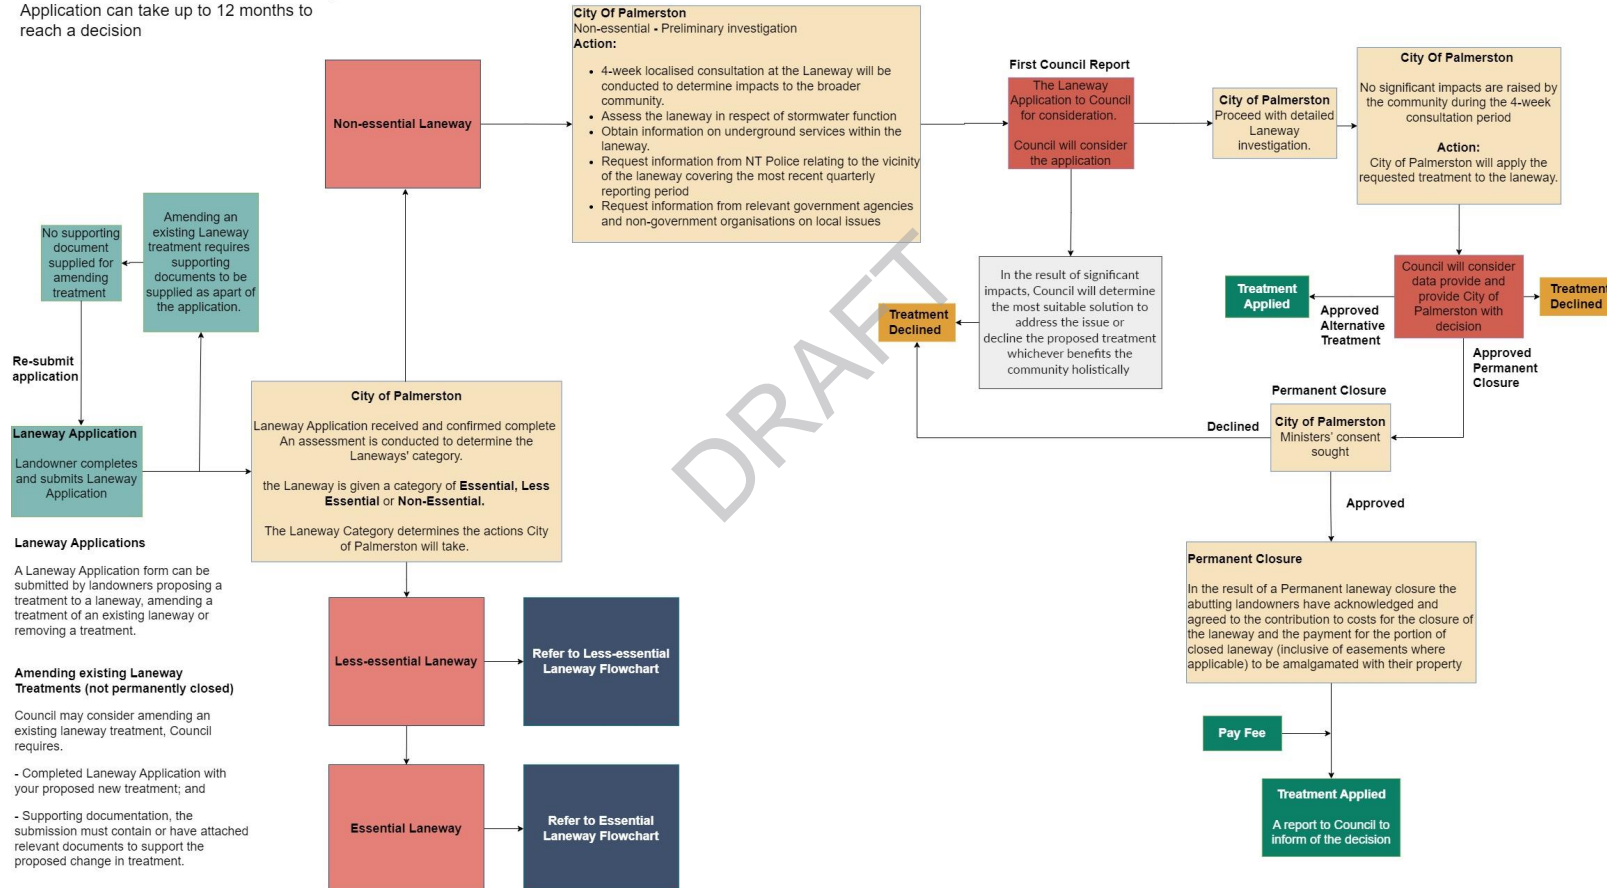 Application can take up to 12 months to
reach a decision
City Of Palmerston
Non-essential - Preliminary investigation
Action:
• 4-week localised consultation at the Laneway will be
conducted to determine impacts to the broader
community.
• Assess the laneway in respect of stormwater function
• Obtain information on underground services within the
laneway.
• Request information from NT Police relating to the vicinity
of the laneway covering the most recent quarterly
reporting period
• Request information from relevant government agencies
and non-government organisations on local issues
Non-essential Laneway
First Council Report
The Laneway
Application to Council
for consideration.
Council will consider
the application
City of Palmerston
Proceed with detailed
Laneway
investigation.
City Of Palmerston
No significant impacts are raised by
the community during the 4-week
consultation period
Action:
City of Palmerston will apply the
requested treatment to the laneway.
No supporting
document
supplied for
amending
treatment
Amending an
existing Laneway
treatment requires
supporting
documents to be
supplied as apart of
the application.
In the result of significant
impacts, Council will determine
the most suitable solution to
address the issue or
decline the proposed treatment
whichever benefits the
community holistically
Treatment
Declined
Treatment
Applied
Approved
Alternative
Treatment
Council will consider
data provide and
provide City of
Palmerston with
decision
Treatment
Declined
Approved
Permanent
Closure
Re-submit
application
Laneway Application
Landowner completes
and submits Laneway
Application
City of Palmerston
Laneway Application received and confirmed complete
An assessment is conducted to determine the
Laneways' category.
the Laneway is given a category of Essential, Less
Essential or Non-Essential.
The Laneway Category determines the actions City
of Palmerston will take.
DRAFT
Permanent Closure
Declined
City of Palmerston
Ministers' consent
sought
Approved
Laneway Applications
A Laneway Application form can be
submitted by landowners proposing a
treatment to a laneway, amending a
treatment of an existing laneway or
removing a treatment.
Amending existing Laneway
Treatments (not permanently closed)
Council may consider amending an
existing laneway treatment, Council
requires.
- Completed Laneway Application with
your proposed new treatment; and
- Supporting documentation, the
submission must contain or have attached
relevant documents to support the
proposed change in treatment.
Less-essential Laneway
Refer to Less-essential
Laneway Flowchart
Essential Laneway
Refer to Essential
Laneway Flowchart
Permanent Closure
In the result of a Permanent laneway closure the
abutting landowners have acknowledged and
agreed to the contribution to costs for the closure of
the laneway and the payment for the portion of
closed laneway (inclusive of easements where
applicable) to be amalgamated with their property
Pay Fee
Treatment Applied
A report to Council to
inform of the decision